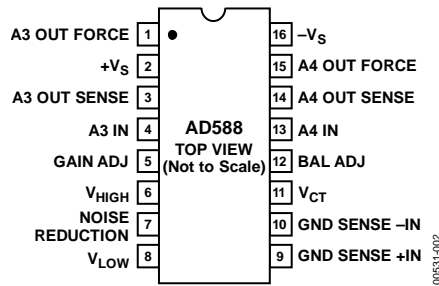 A3 OUT FORCE 1
+VS 2
A3 OUT SENSE 3
A3 IN 4
GAIN ADJ 5
VHIGH 6
NOISE
REDUCTION 7
VLOW 8
AD588
TOP VIEW
(Not to Scale)
16 –VS
15 A4 OUT FORCE
14 A4 OUT SENSE
13 A4 IN
12 BAL ADJ
11 VCT
10 GND SENSE –IN
9 GND SENSE +IN
00531-002